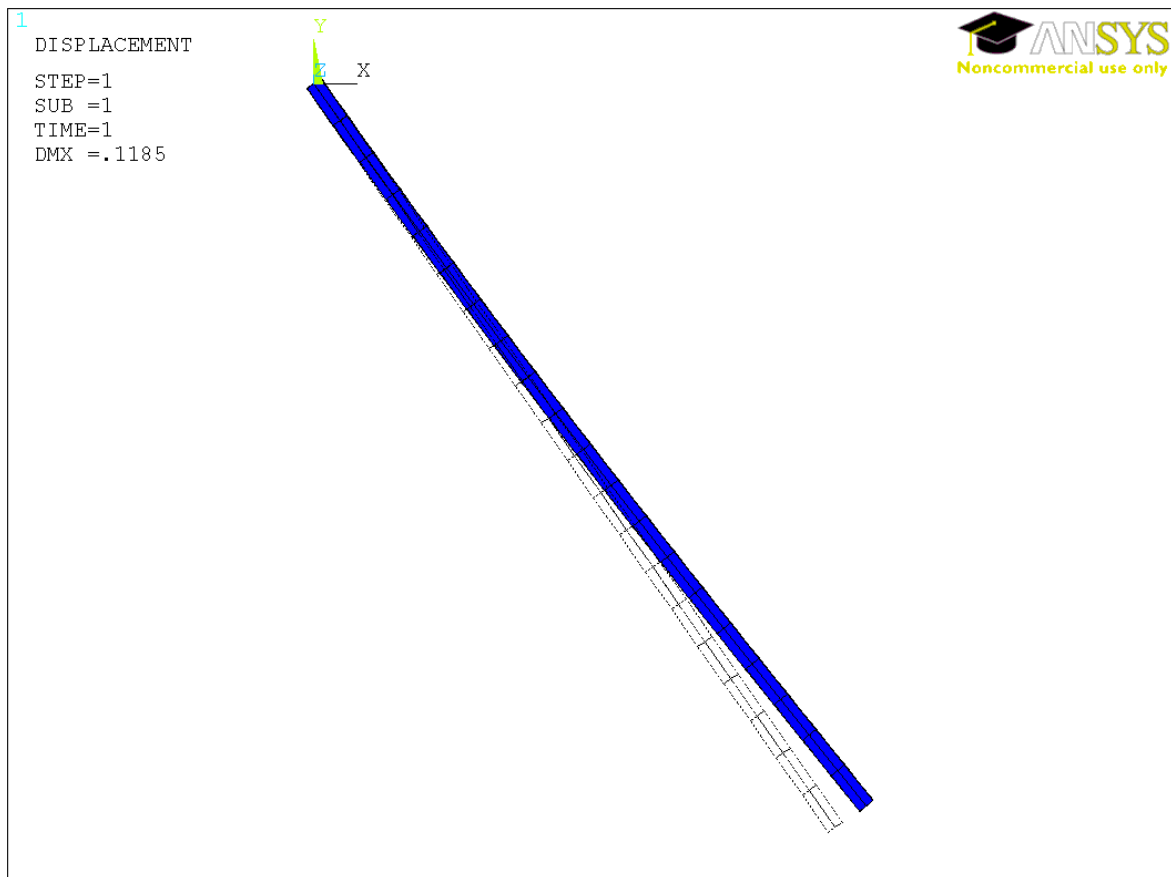 1
DISPLACEMENT
STEP=1
SUB =1
TIME=1
DMX =.1185
Y
Z
X
ANSYS
Noncommercial use only